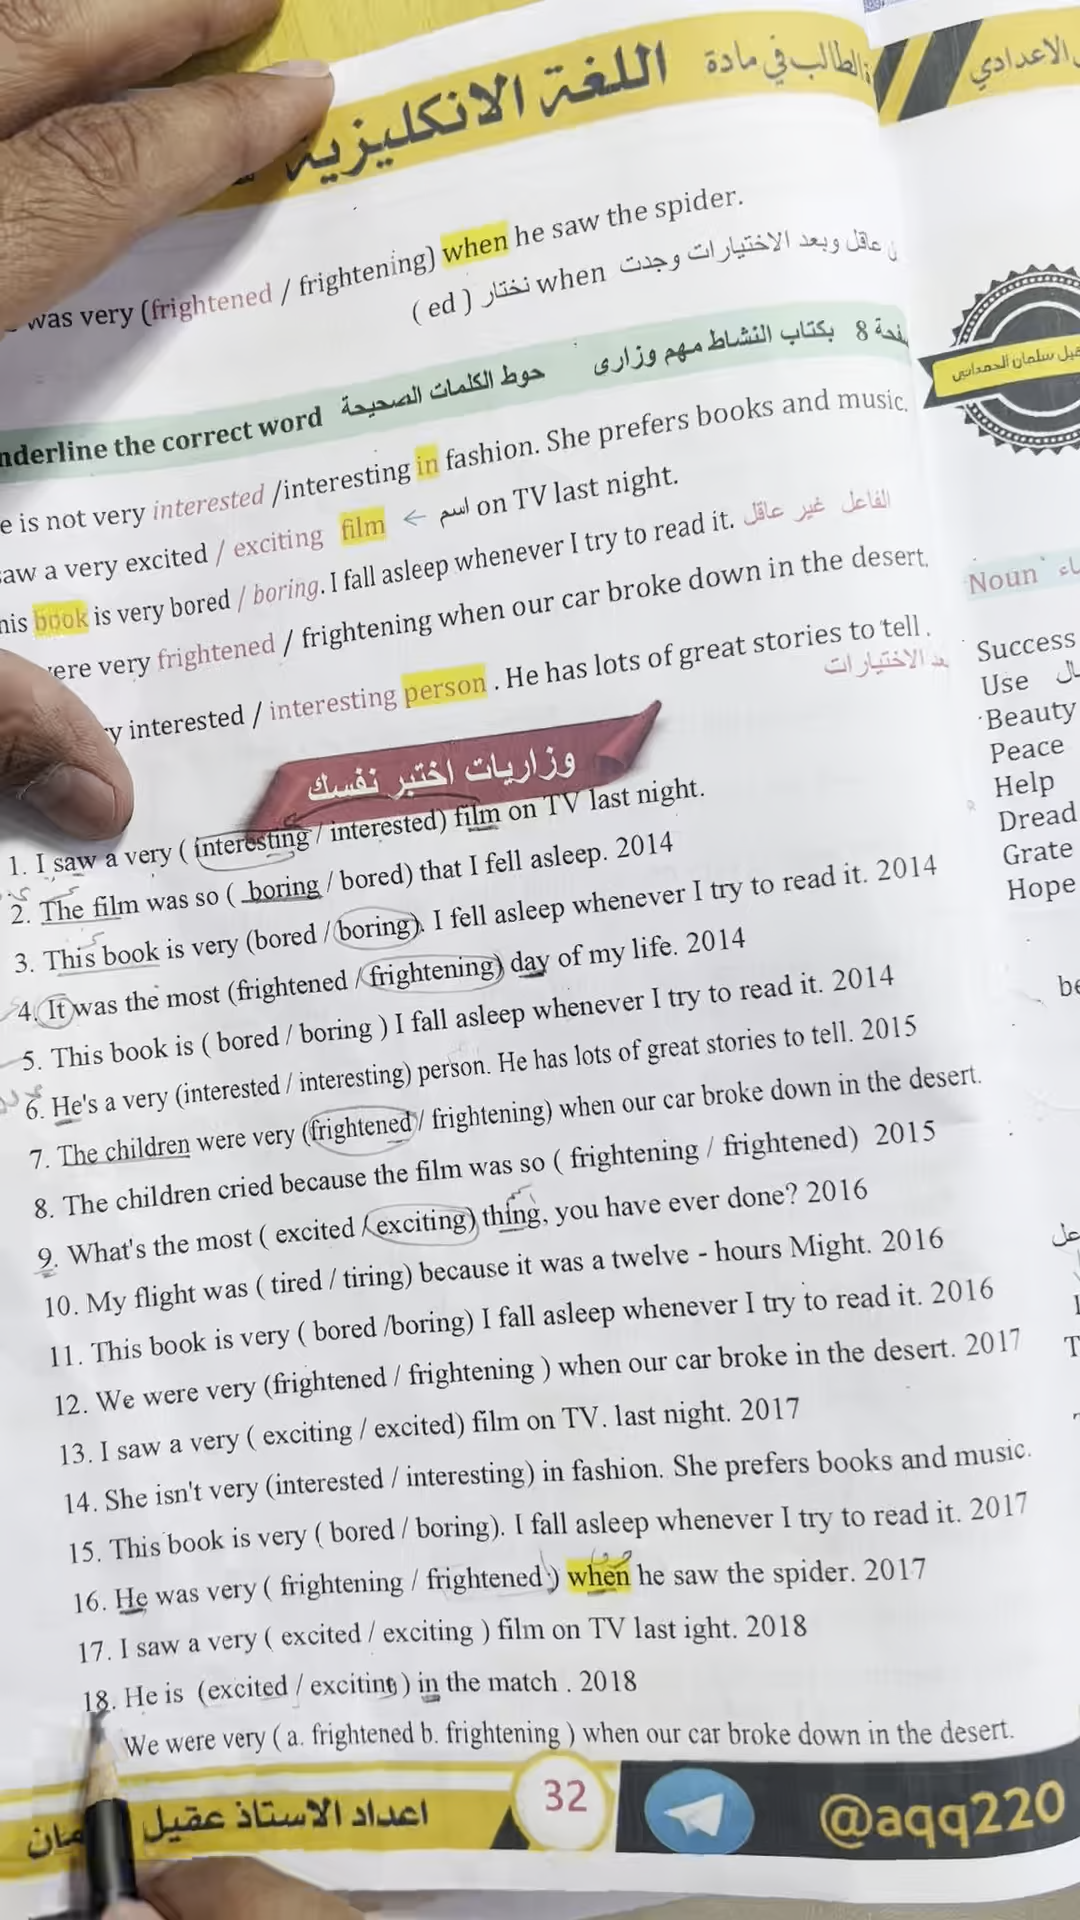 الطالب في مادة اللغة الانكليزية
الاعدادي
was very (frightened / frightening) when he saw the spider.
عاقل وبعد الاختيارات وجدت when نختار ( ed )
8 بكتاب النشاط مهم وزارى حوط الكلمات الصحيحة
nderline the correct word
e is not very interested /interesting in fashion. She prefers books and music.
saw a very excited / exciting film ← اسم on TV last night.
his book is very bored / boring. I fall asleep whenever I try to read it. الفاعل غير عاقل
ere very frightened / frightening when our car broke down in the desert.
y interested / interesting person . He has lots of great stories to tell .
الاختيارات
وزاريات اختبر نفسك
1. I saw a very ( interesting / interested) film on TV last night.
2. The film was so ( boring / bored) that I fell asleep. 2014
3. This book is very (bored / boring). I fell asleep whenever I try to read it. 2014
4. It was the most (frightened / frightening) day of my life. 2014
5. This book is ( bored / boring ) I fall asleep whenever I try to read it. 2014
6. He's a very (interested / interesting) person. He has lots of great stories to tell. 2015
7. The children were very (frightened / frightening) when our car broke down in the desert.
8. The children cried because the film was so ( frightening / frightened) 2015
9. What's the most ( excited / exciting) thing, you have ever done? 2016
10. My flight was ( tired / tiring) because it was a twelve - hours Might. 2016
11. This book is very ( bored /boring) I fall asleep whenever I try to read it. 2016
12. We were very (frightened / frightening ) when our car broke in the desert. 2017
13. I saw a very ( exciting / excited) film on TV. last night. 2017
14. She isn't very (interested / interesting) in fashion. She prefers books and music.
15. This book is very ( bored / boring). I fall asleep whenever I try to read it. 2017
16. He was very ( frightening / frightened ) when he saw the spider. 2017
17. I saw a very ( excited / exciting ) film on TV last ight. 2018
18. He is (excited / exciting ) in the match . 2018
We were very ( a. frightened b. frightening ) when our car broke down in the desert.
اعداد الاستاذ عقيل
32
@aqq220
سلمان الحمداني
Noun
Success
Use
Beauty
Peace
Help
Dread
Grate
Hope
be